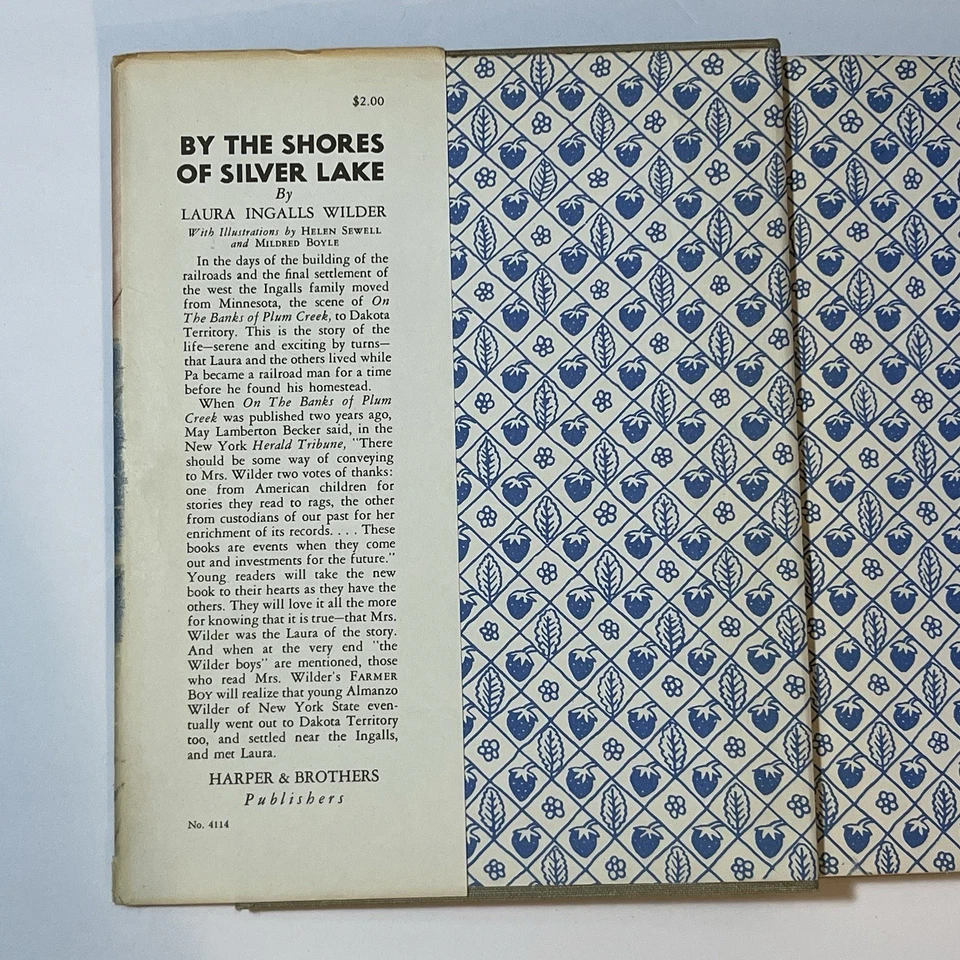 $2.00
BY THE SHORES
OF SILVER LAKE
By
LAURA INGALLS WILDER
With Illustrations by HELEN SEWELL
and MILDRED BOYLE
In the days of the building of the
railroads and the final settlement of
the west the Ingalls family moved
from Minnesota, the scene of On
The Banks of Plum Creek, to Dakota
Territory. This is the story of the
life—serene and exciting by turns—
that Laura and the others lived while
Pa became a railroad man for a time
before he found his homestead.
When On The Banks of Plum
Creek was published two years ago,
May Lamberton Becker said, in the
New York Herald Tribune, "There
should be some way of conveying
to Mrs. Wilder two votes of thanks:
one from American children for
stories they read to rags, the other
from custodians of our past for her
enrichment of its records. . . . These
books are events when they come
out and investments for the future."
Young readers will take the new
book to their hearts as they have the
others. They will love it all the more
for knowing that it is true—that Mrs.
Wilder was the Laura of the story.
And when at the very end "the
Wilder boys" are mentioned, those
who read Mrs. Wilder's FARMER
BOY will realize that young Almanzo
Wilder of New York State even-
tually went out to Dakota Territory
too, and settled near the Ingalls,
and met Laura.
HARPER & BROTHERS
Publishers
No. 4114